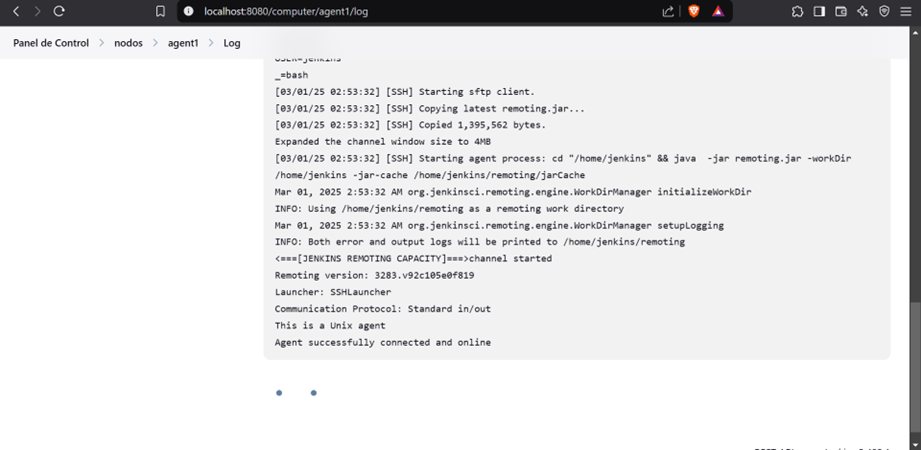 localhost:8080/computer/agent1/log
Panel de Control > nodos > agent1 > Log
USER=jenkins
_=bash
[03/01/25 02:53:32] [SSH] Starting sftp client.
[03/01/25 02:53:32] [SSH] Copying latest remoting.jar...
[03/01/25 02:53:32] [SSH] Copied 1,395,562 bytes.
Expanded the channel window size to 4MB
[03/01/25 02:53:32] [SSH] Starting agent process: cd "/home/jenkins" && java  -jar remoting.jar -workDir
/home/jenkins -jar-cache /home/jenkins/remoting/jarCache
Mar 01, 2025 2:53:32 AM org.jenkinsci.remoting.engine.WorkDirManager initializeWorkDir
INFO: Using /home/jenkins/remoting as a remoting work directory
Mar 01, 2025 2:53:32 AM org.jenkinsci.remoting.engine.WorkDirManager setupLogging
INFO: Both error and output logs will be printed to /home/jenkins/remoting
<===[JENKINS REMOTING CAPACITY]===>channel started
Remoting version: 3283.v92c105e0f819
Launcher: SSHLauncher
Communication Protocol: Standard in/out
This is a Unix agent
Agent successfully connected and online